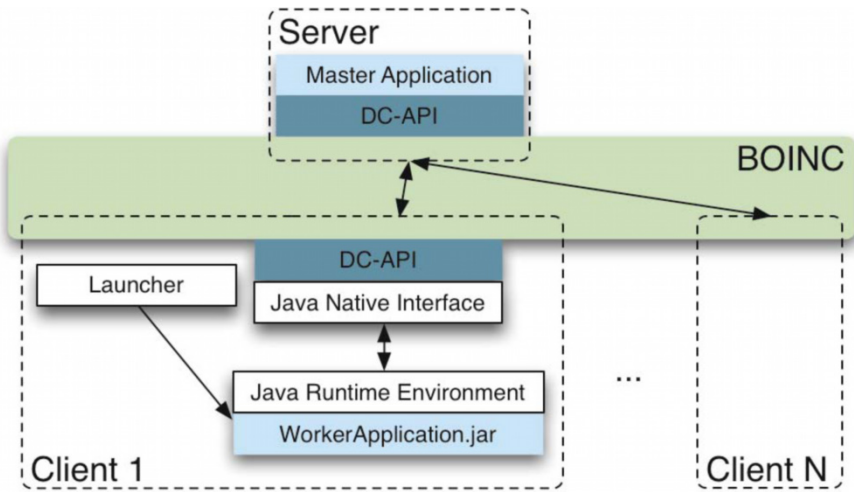 Server
Master Application
DC-API
BOINC
DC-API
Launcher
Java Native Interface
...
Java Runtime Environment
WorkerApplication.jar
Client 1
Client N